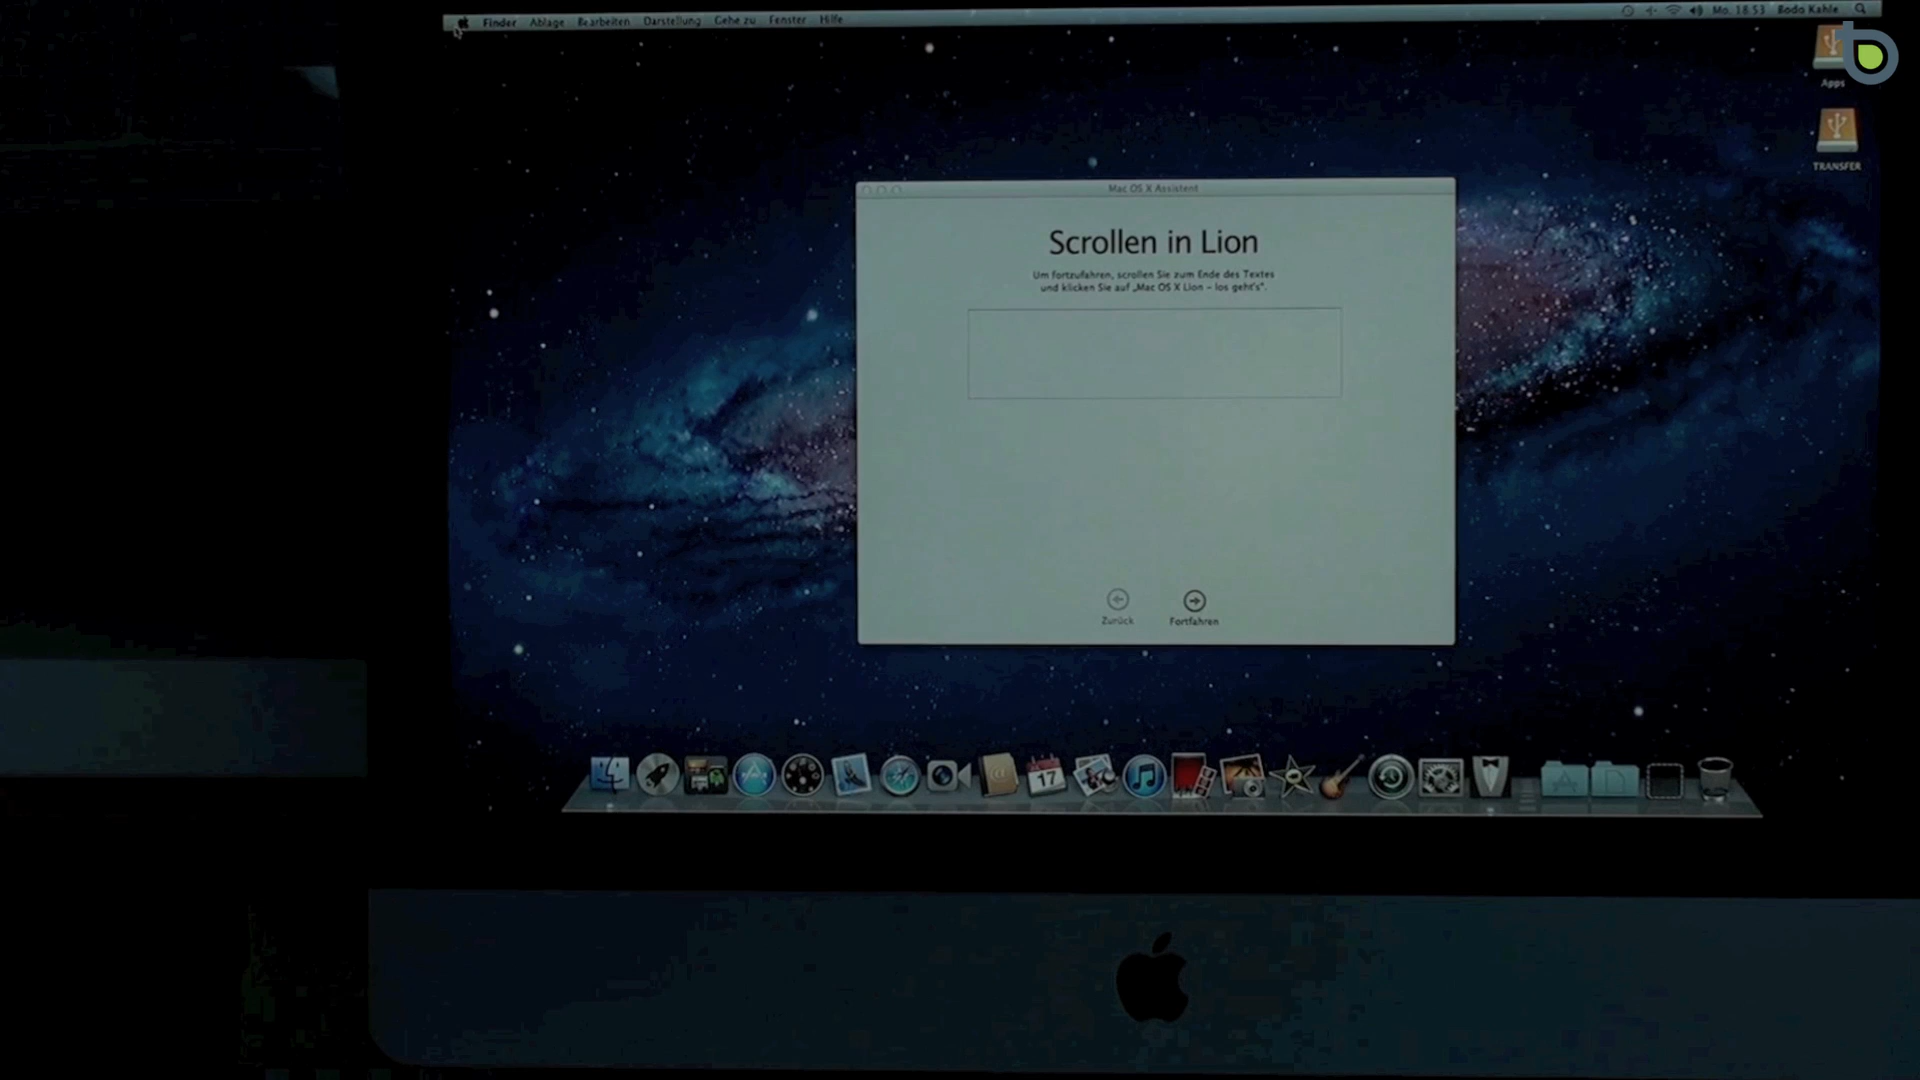 Finder Ablage Bearbeiten Darstellung Gehe zu Fenster Hilfe
Mo. 18:53 Bodo Kahle
Apps
TRANSFER
Mac OS X Assistent
Scrollen in Lion
Um fortzufahren, scrollen Sie zum Ende des Textes
und klicken Sie auf „Mac OS X Lion – los geht's“.
Zurück
Fortfahren
17